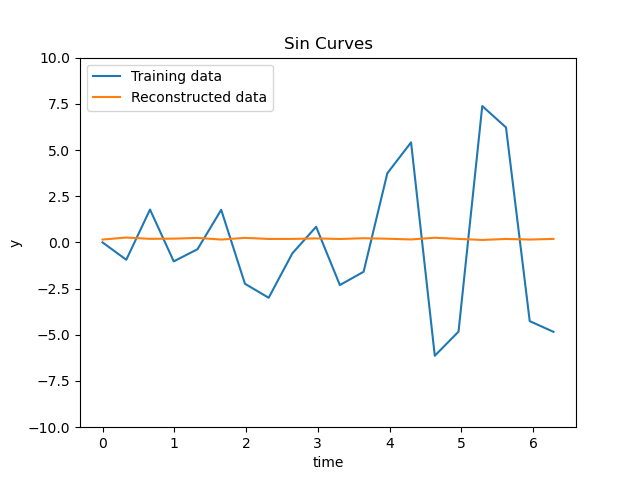 Sin Curves
Training data
Reconstructed data
10.0
7.5
5.0
2.5
0.0
−2.5
−5.0
−7.5
−10.0
y
0 1 2 3 4 5 6
time